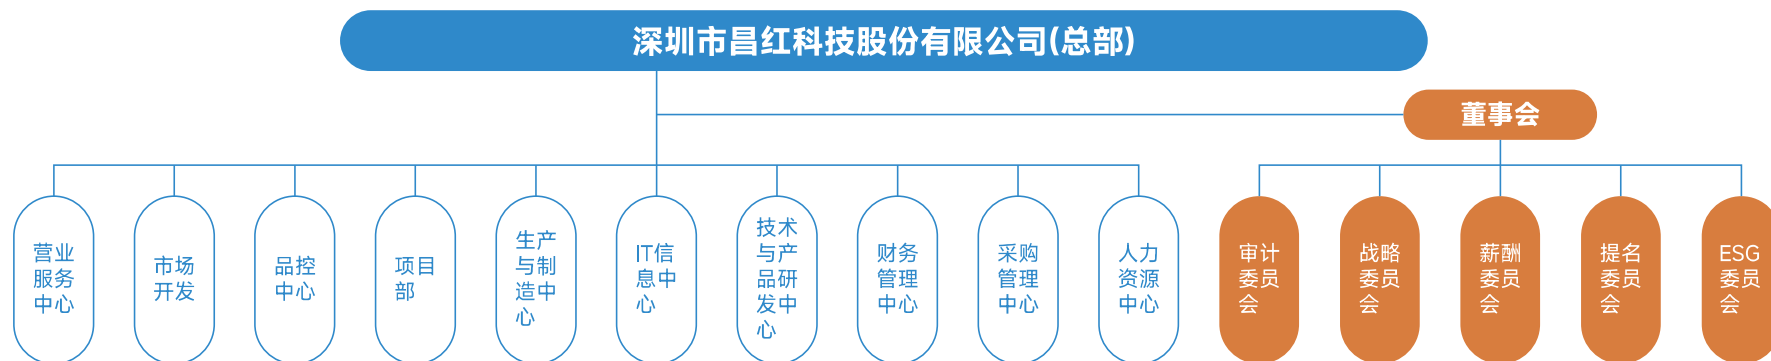 深圳市昌红科技股份有限公司(总部)
董事会
营业
服务
中心
市场
开发
品控
中心
项目
部
生产
与制
造中
心
IT信
息中
心
技术
与产
品研
发中
心
财务
管理
中心
采购
管理
中心
人力
资源
中心
审计
委员
会
战略
委员
会
薪酬
委员
会
提名
委员
会
ESG
委员
会